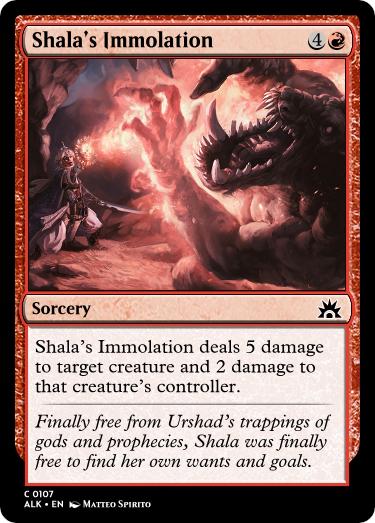 Shala's Immolation 4
Sorcery
Shala's Immolation deals 5 damage
to target creature and 2 damage to
that creature's controller.
Finally free from Urshad's trappings of
gods and prophecies, Shala was finally
free to find her own wants and goals.
C 0107
ALK • EN Matteo Spirito